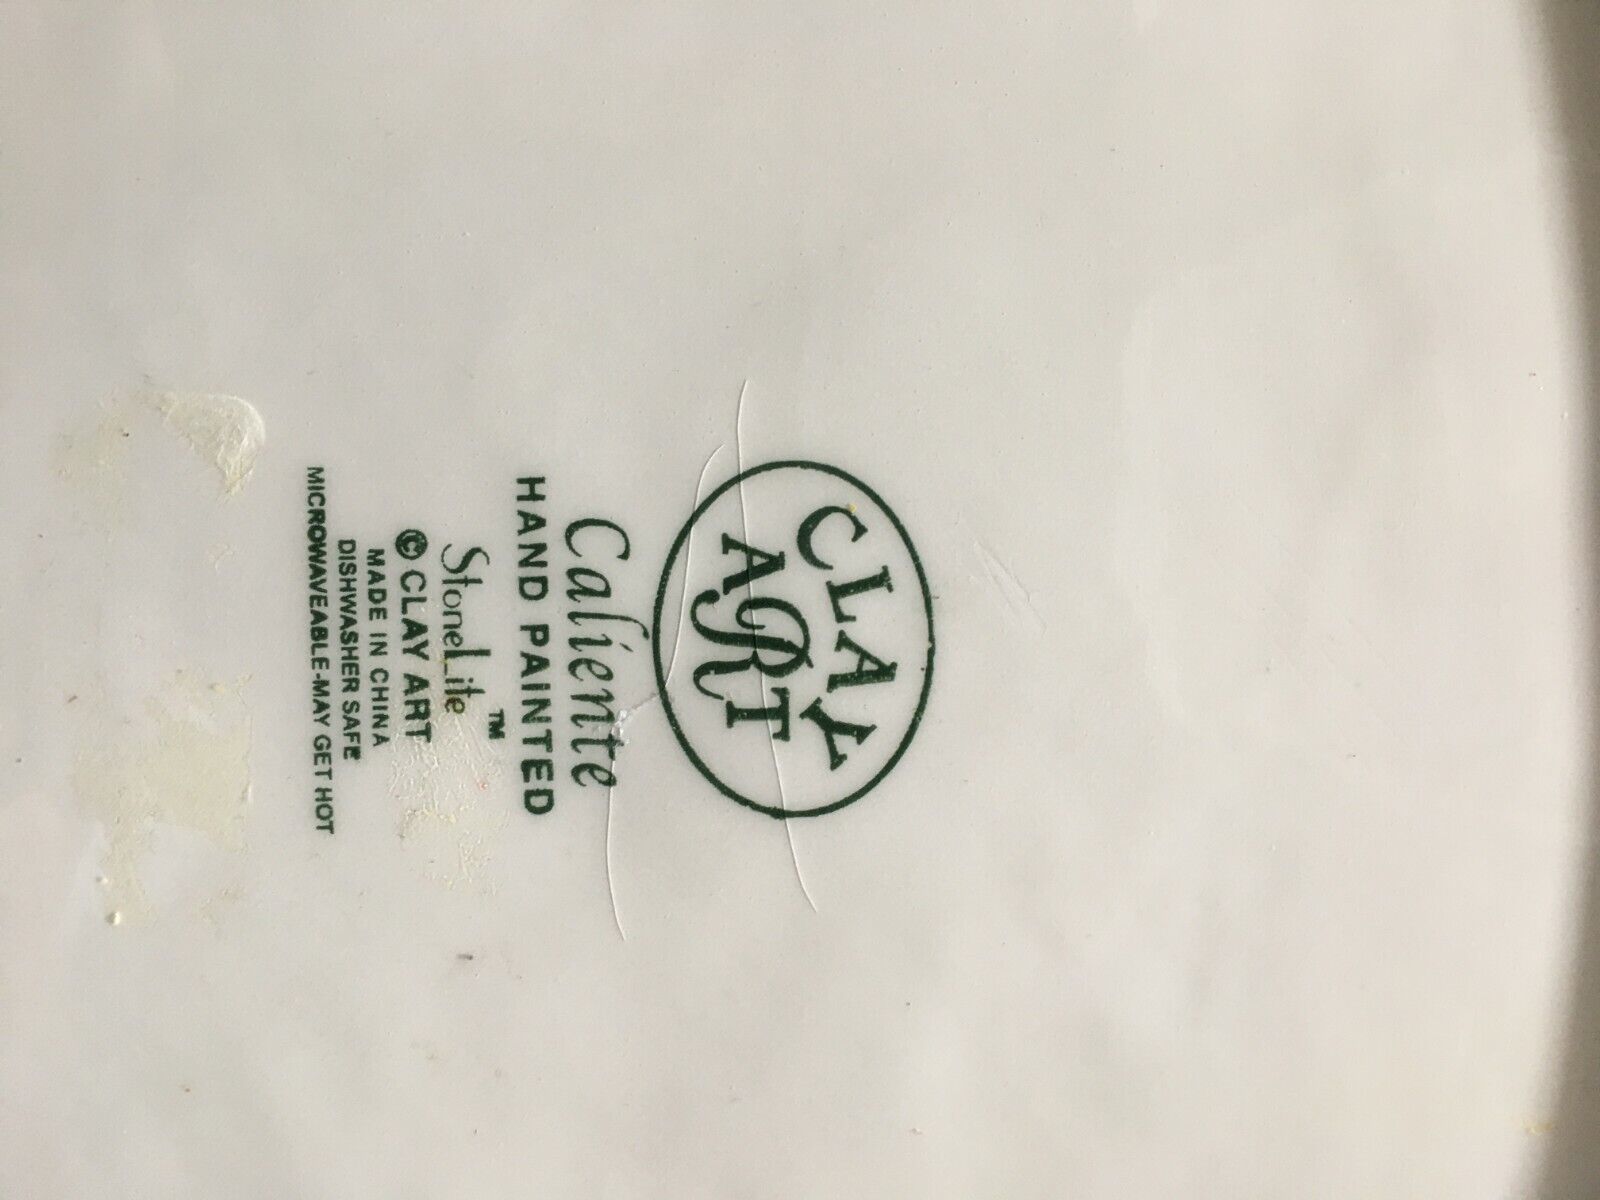 CLAY
ART
Caliente
HAND PAINTED
StoneLite™
© CLAY ART
MADE IN CHINA
DISHWASHER SAFE
MICROWAVEABLE-MAY GET HOT